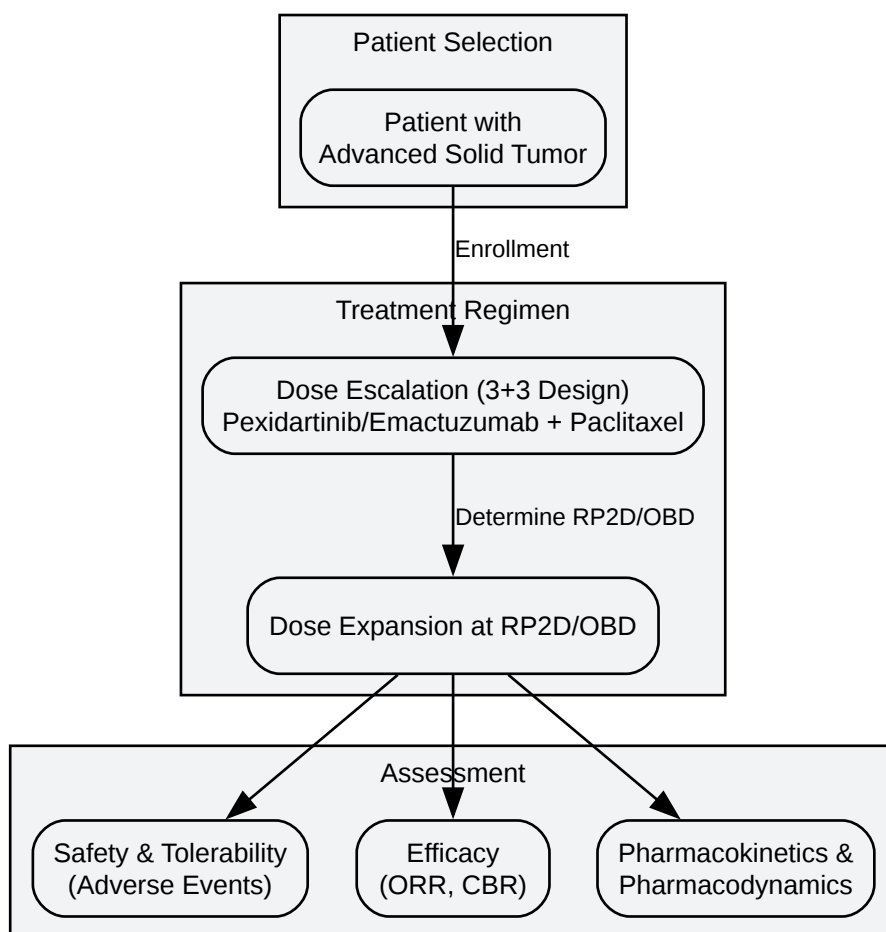 Patient Selection
Patient with
Advanced Solid Tumor
Enrollment
Treatment Regimen
Dose Escalation (3+3 Design)
Pexidartinib/Emactuzumab + Paclitaxel
Determine RP2D/OBD
Dose Expansion at RP2D/OBD
Assessment
Safety & Tolerability
(Adverse Events)
Efficacy
(ORR, CBR)
Pharmacokinetics &
Pharmacodynamics